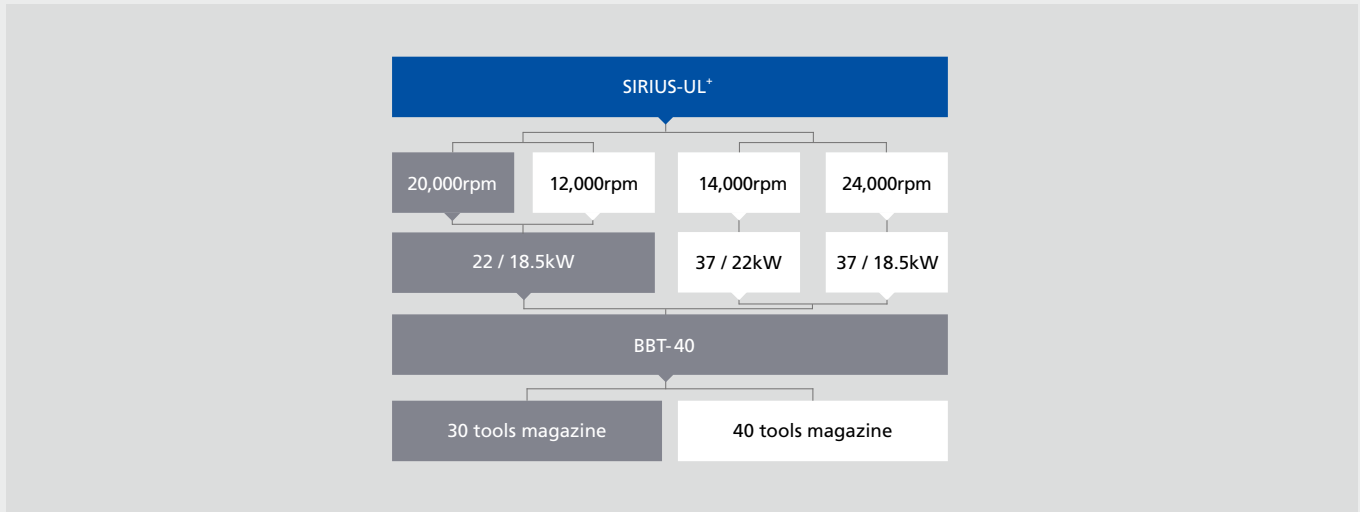 SIRIUS-UL⁺
20,000rpm
12,000rpm
14,000rpm
24,000rpm
22 / 18.5kW
37 / 22kW
37 / 18.5kW
BBT-40
30 tools magazine
40 tools magazine